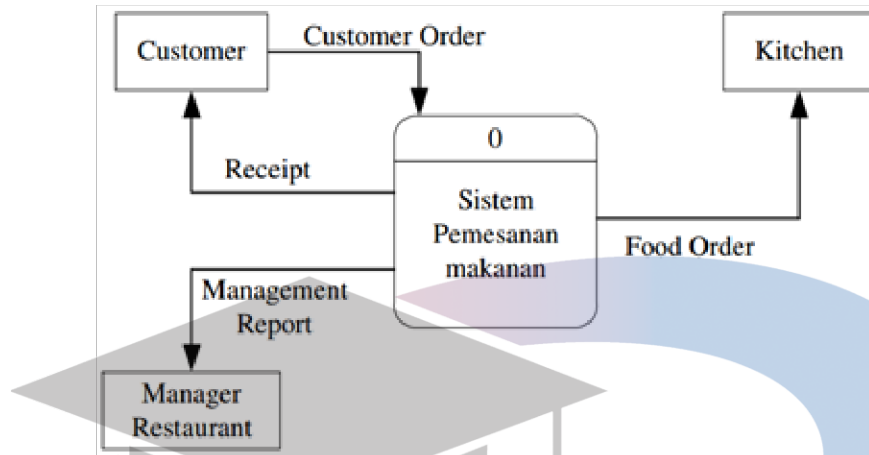 Customer
Customer Order
Kitchen
0
Receipt
Sistem
Pemesanan
makanan
Food Order
Management
Report
Manager
Restaurant